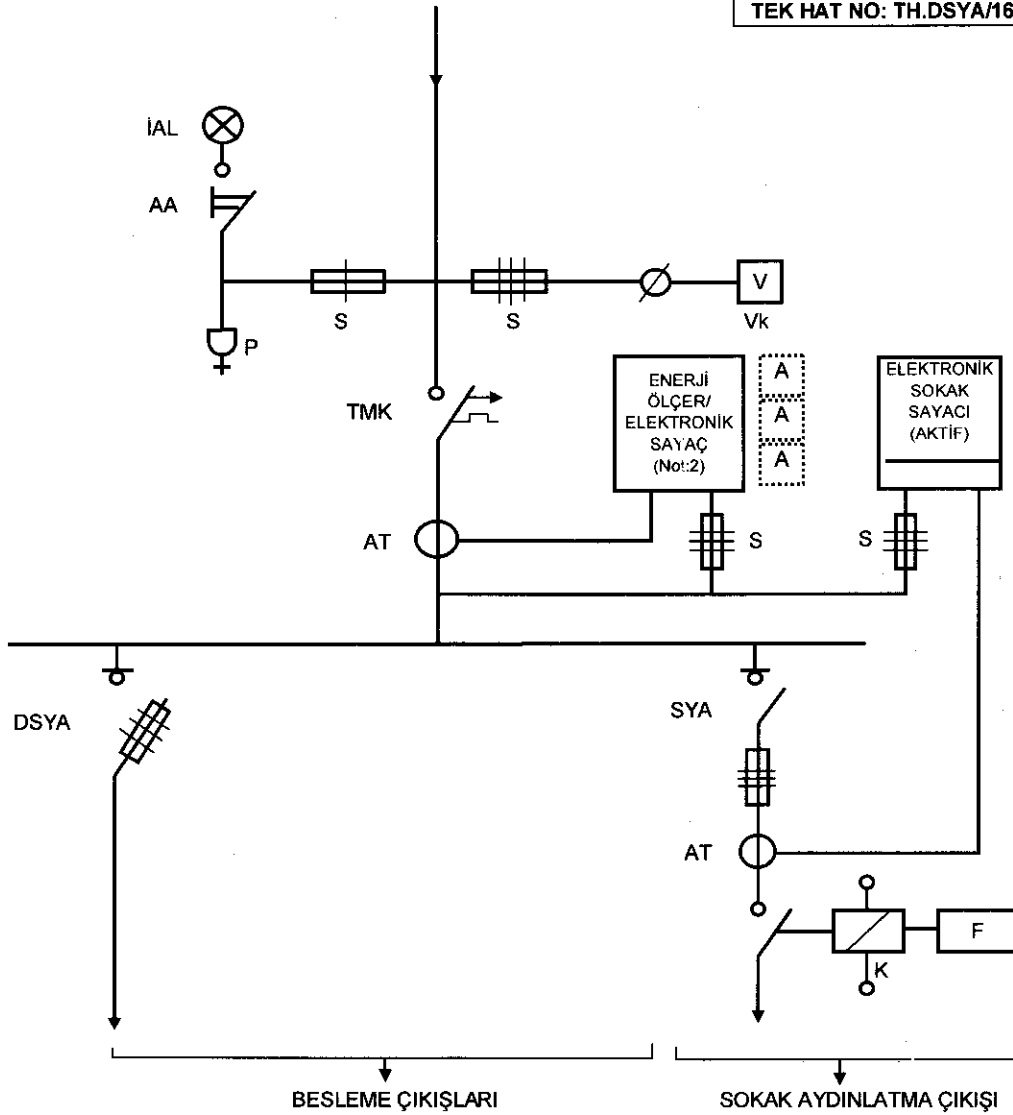 TEK HAT NO: TH.DSYA/16
İAL
AA
S
S
V
Vk
P
TMK
ENERJİ
ÖLÇER/
ELEKTRONİK
SAYAÇ
(Not:2)
A
A
A
ELEKTRONİK
SOKAK
SAYACI
(AKTİF)
AT
S
S
DSYA
SYA
AT
F
K
BESLEME ÇIKIŞLARI
SOKAK AYDINLATMA ÇIKIŞI